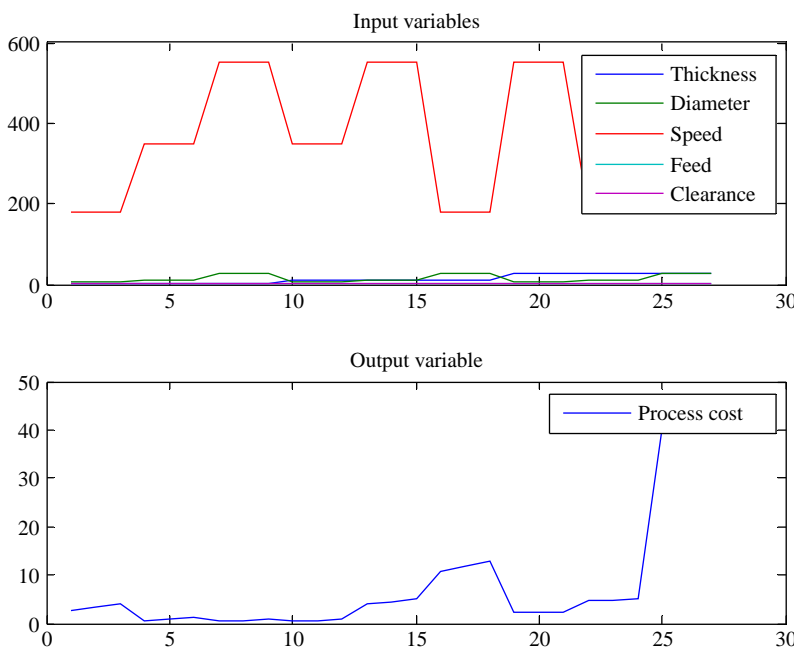 Input variables
600
400
200
0
Thickness
Diameter
Speed
Feed
Clearance
0 5 10 15 20 25 30
Output variable
50
40
30
20
10
0
Process cost
0 5 10 15 20 25 30